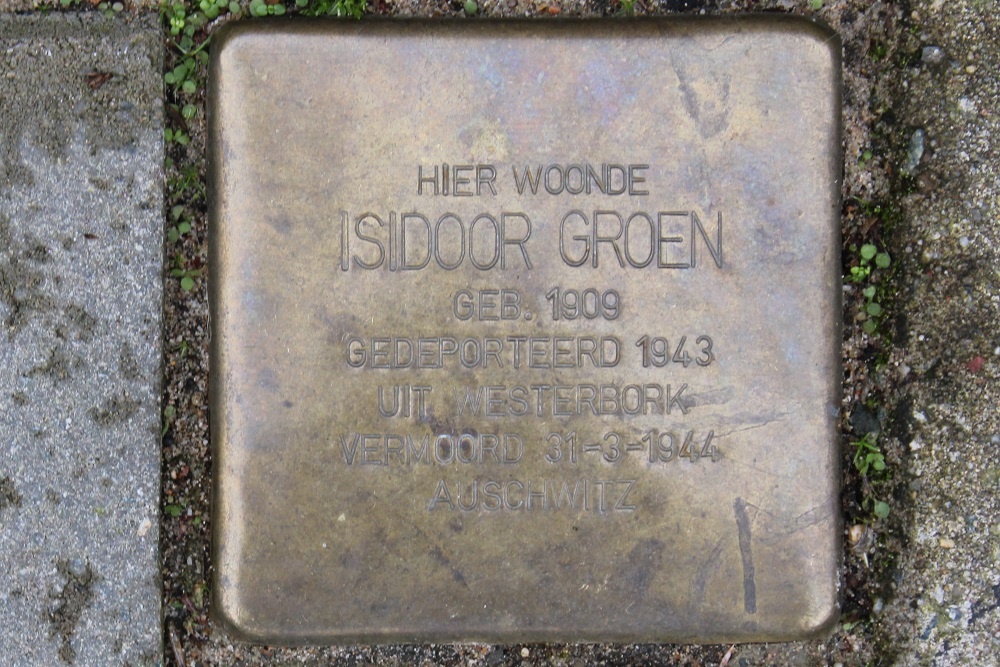 HIER WOONDE
ISIDOOR GROEN
GEB. 1909
GEDEPORTEERD 1943
UIT WESTERBORK
VERMOORD 31-3-1944
AUSCHWITZ